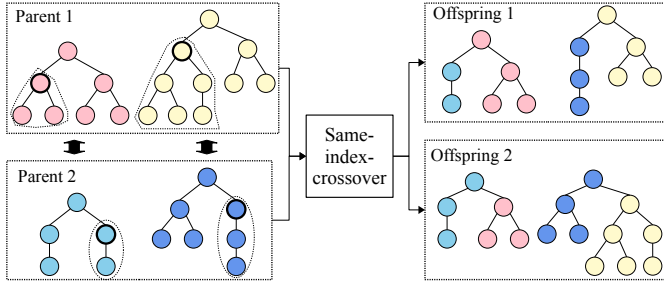 Parent 1
Offspring 1
Same-
index-
crossover
Parent 2
Offspring 2